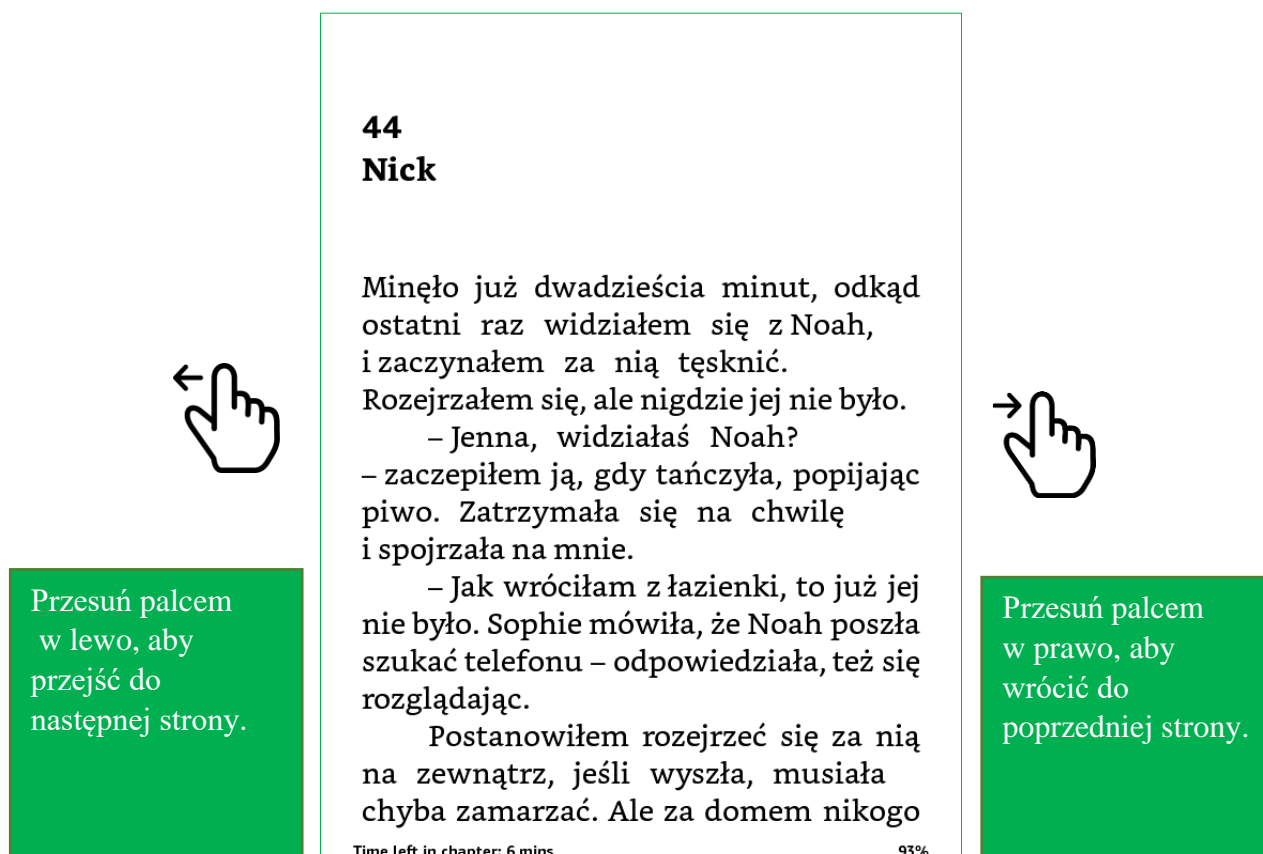 44
Nick
Minęło już dwadzieścia minut, odkąd
ostatni raz widziałem się z Noah,
i zaczynałem za nią tęsknić.
Rozejrzałem się, ale nigdzie jej nie było.
– Jenna, widziałaś Noah?
– zaczepiłem ją, gdy tańczyła, popijając
piwo. Zatrzymała się na chwilę
i spojrzała na mnie.
– Jak wróciłam z łazienki, to już jej
nie było. Sophie mówiła, że Noah poszła
szukać telefonu – odpowiedziała, też się
rozglądając.
Postanowiłem rozejrzeć się za nią
na zewnątrz, jeśli wyszła, musiała
chyba zamarzać. Ale za domem nikogo
Time left in chapter: 6 mins
93%
Przesuń palcem
w lewo, aby
przejść do
następnej strony.
Przesuń palcem
w prawo, aby
wrócić do
poprzedniej strony.